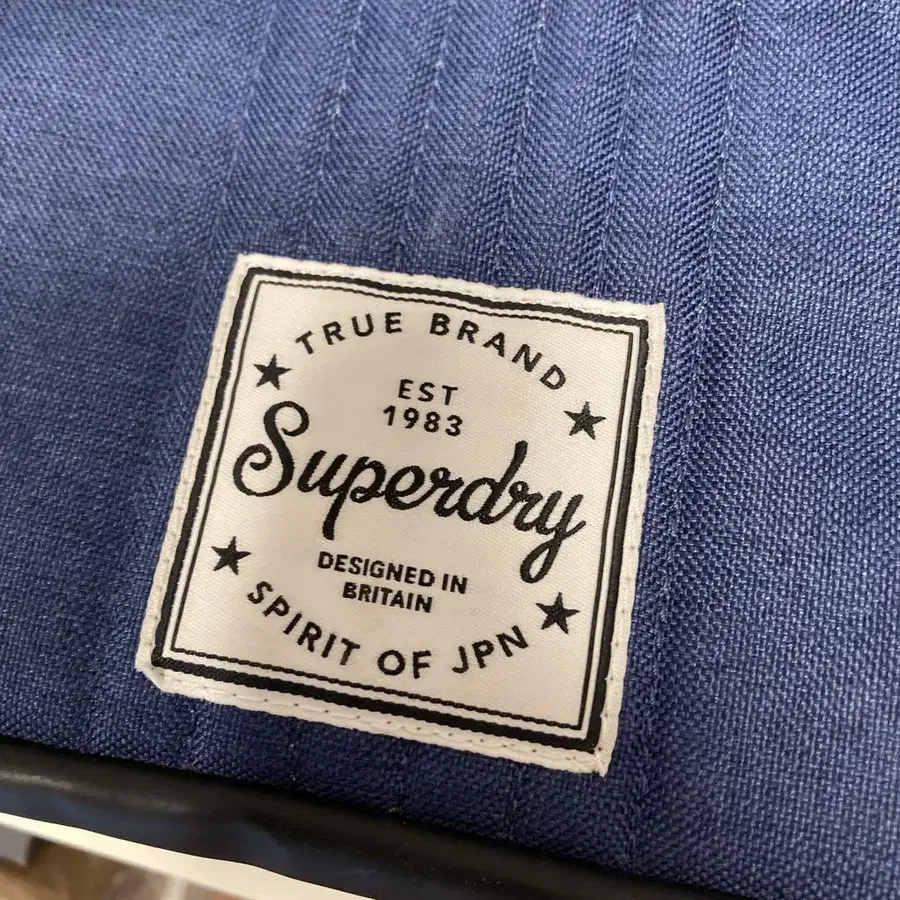 TRUE BRAND
EST
1983
Superdry
DESIGNED IN
BRITAIN
SPIRIT OF JPN